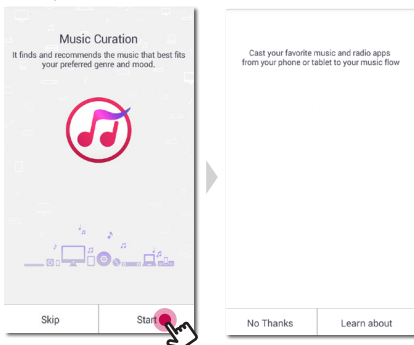 Music Curation
It finds and recommends the music that best fits
your preferred genre and mood.
Skip
Start
Cast your favorite music and radio apps
from your phone or tablet to your music flow
No Thanks
Learn about